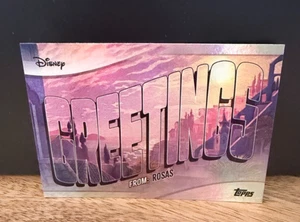 Disney
GREETINGS
FROM: ROSAS
Topps